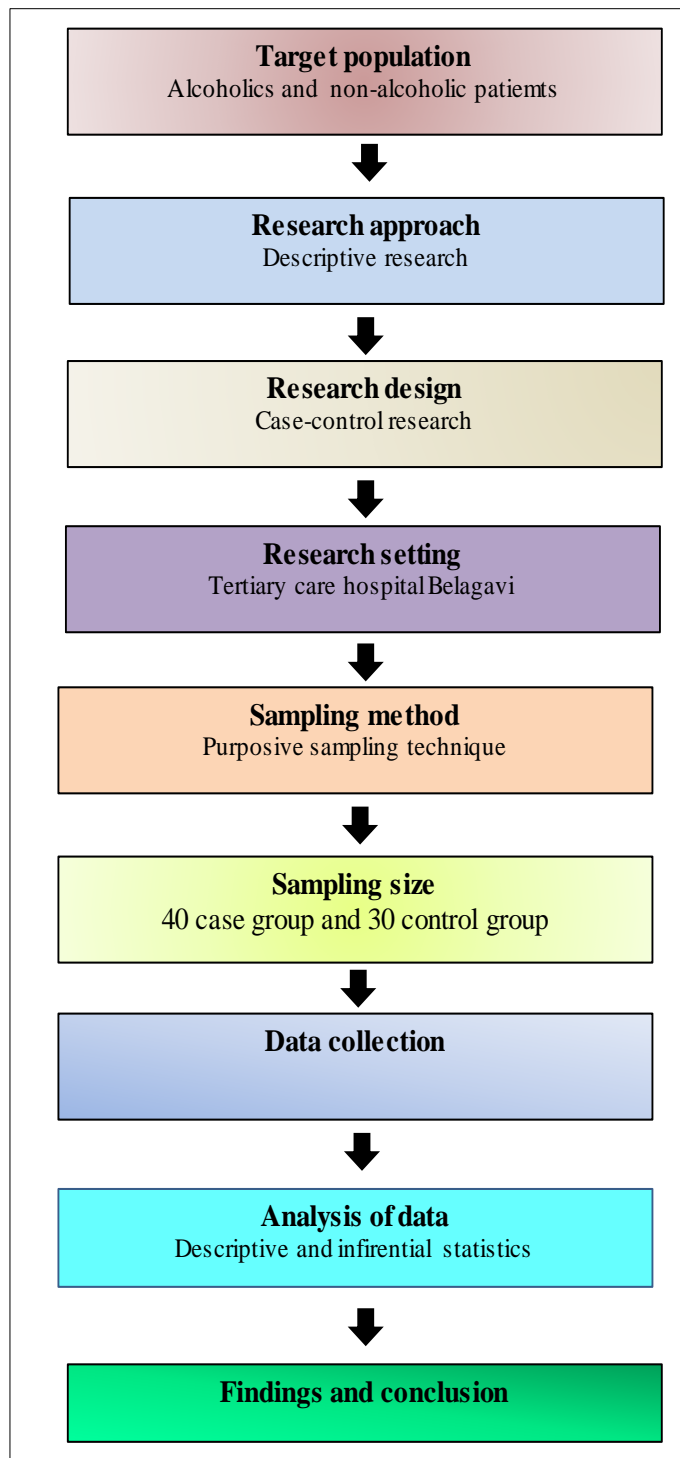 Target population
Alcoholics and non-alcoholic patiemts
Research approach
Descriptive research
Research design
Case-control research
Research setting
Tertiary care hospital Belagavi
Sampling method
Purposive sampling technique
Sampling size
40 case group and 30 control group
Data collection
Analysis of data
Descriptive and infirential statistics
Findings and conclusion